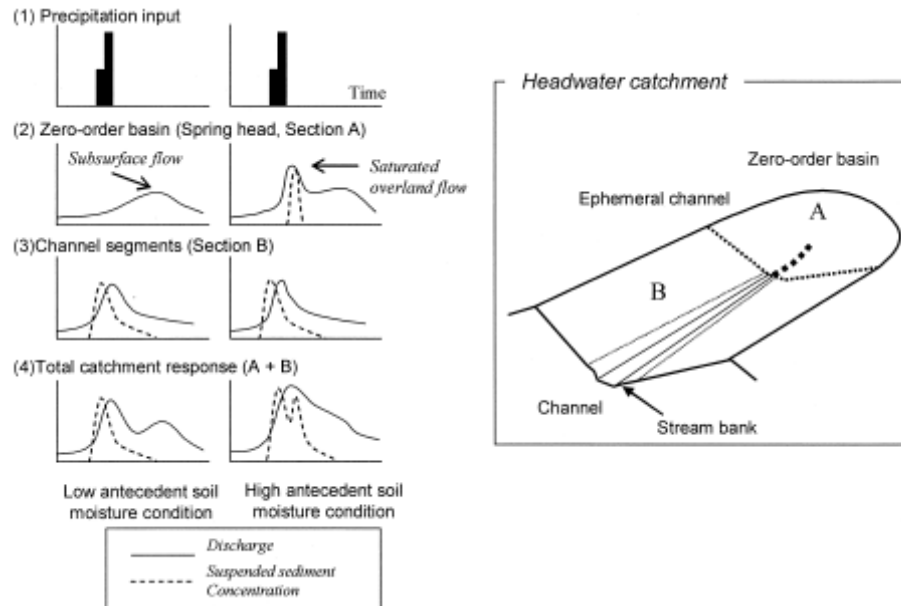 (1) Precipitation input
Time
(2) Zero-order basin (Spring head, Section A)
Subsurface flow
Saturated
overland flow
(3)Channel segments (Section B)
(4)Total catchment response (A + B)
Low antecedent soil
moisture condition
High antecedent soil
moisture condition
Discharge
Suspended sediment
Concentration
Headwater catchment
Zero-order basin
Ephemeral channel
A
B
Channel
Stream bank